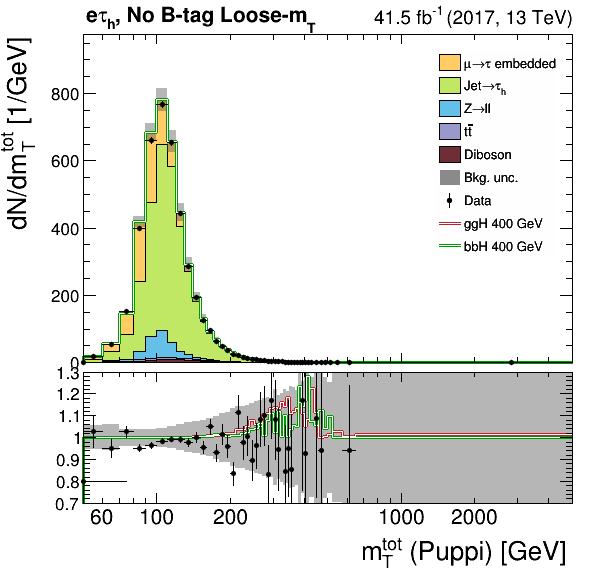 eτh, No B-tag Loose-mT
41.5 fb-1 (2017, 13 TeV)
dN/dmTtot [1/GeV]
800
600
400
200
0
μ→τ embedded
Jet→τh
Z→ll
tt̄
Diboson
Bkg. unc.
Data
ggH 400 GeV
bbH 400 GeV
1.3
1.2
1.1
1.0
0.9
0.8
0.7
60 100 200 1000 2000
mTtot (Puppi) [GeV]